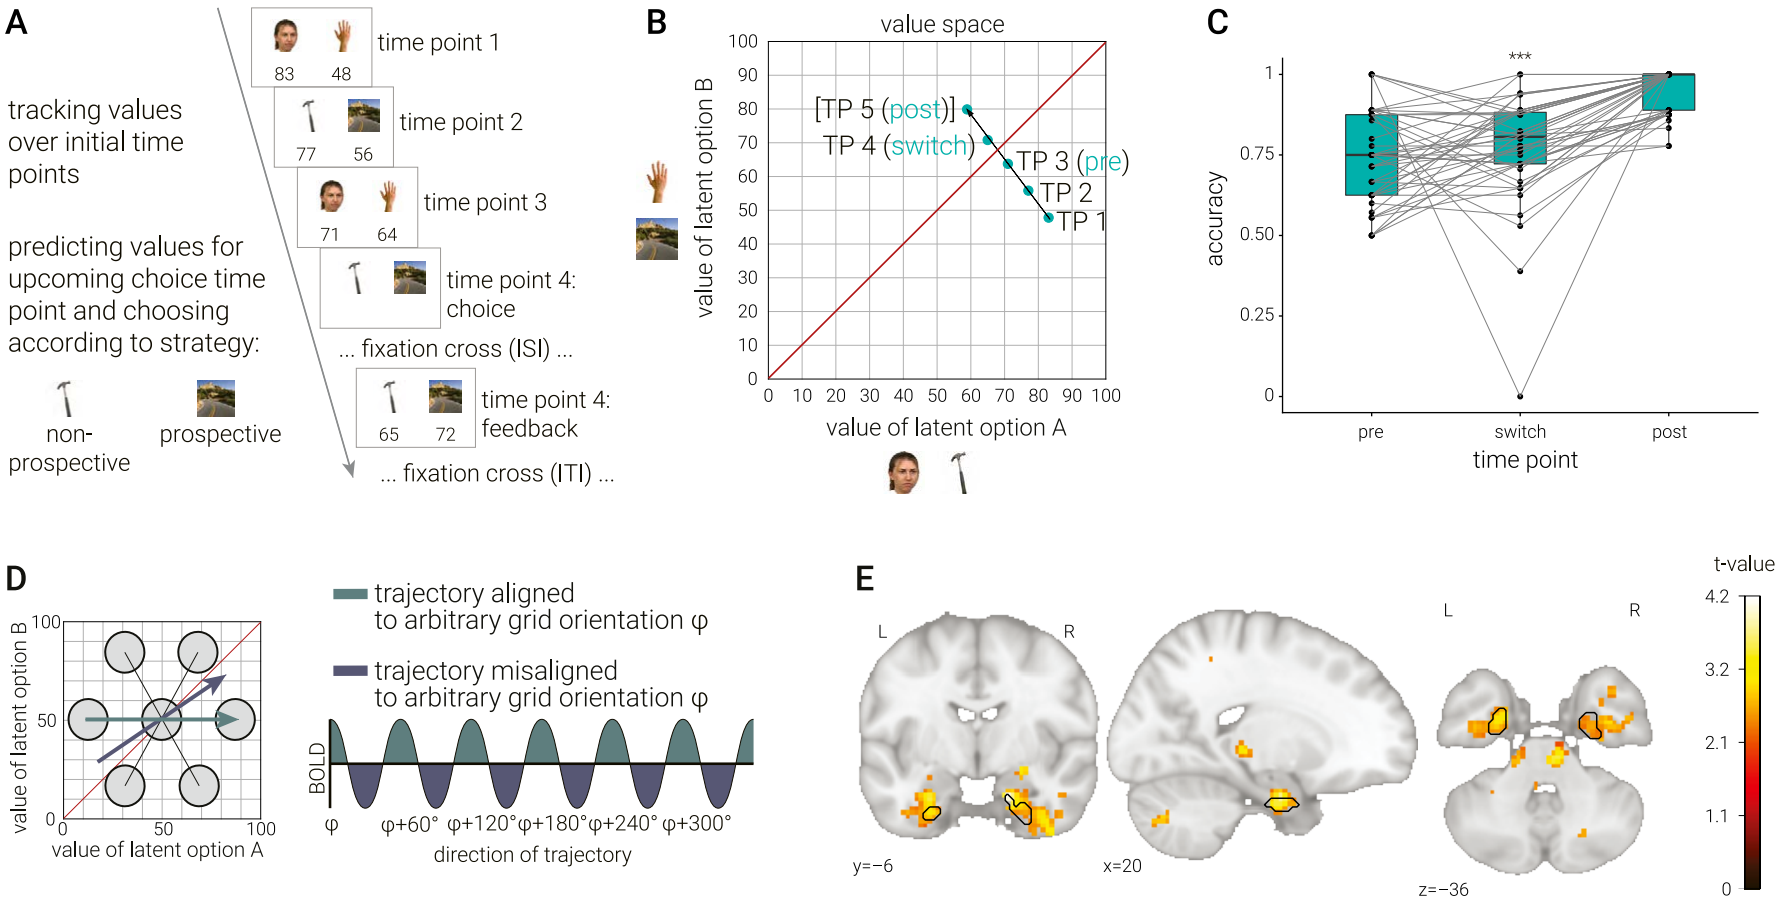 A
83 48
time point 1
77 56
time point 2
71 64
time point 3
time point 4:
choice
... fixation cross (ISI) ...
65 72
time point 4:
feedback
... fixation cross (ITI) ...
tracking values
over initial time
points
predicting values for
upcoming choice time
point and choosing
according to strategy:
non-
prospective
prospective
B
value space
value of latent option B
100
90
80
70
60
50
40
30
20
10
0
[TP 5 (post)]
TP 4 (switch)
TP 3 (pre)
TP 2
TP 1
0 10 20 30 40 50 60 70 80 90 100
value of latent option A
C
***
accuracy
1
0.75
0.50
0.25
0
pre switch post
time point
D
value of latent option B
100
50
0
0 50 100
value of latent option A
trajectory aligned
to arbitrary grid orientation φ
trajectory misaligned
to arbitrary grid orientation φ
BOLD
φ φ+60° φ+120° φ+180° φ+240° φ+300°
direction of trajectory
E
L R
y=−6
x=20
L R
z=−36
t-value
4.2
3.2
2.1
1.1
0